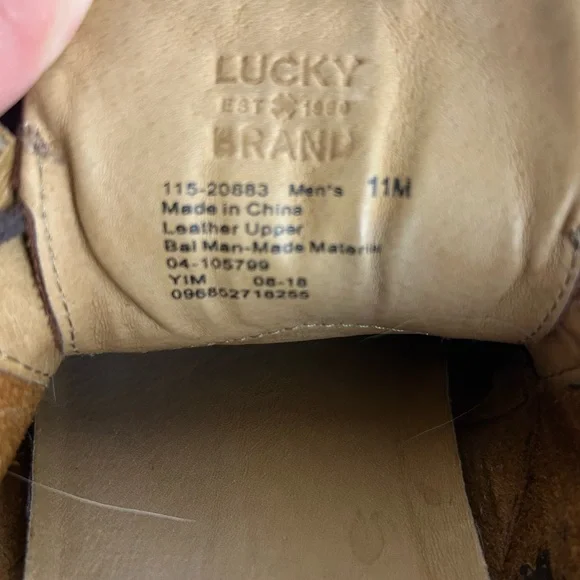 LUCKY
EST 1990
BRAND
115-20883 Men's 11M
Made in China
Leather Upper
Bal Man-Made Material
04-105799
YIM 08-18
096852718255